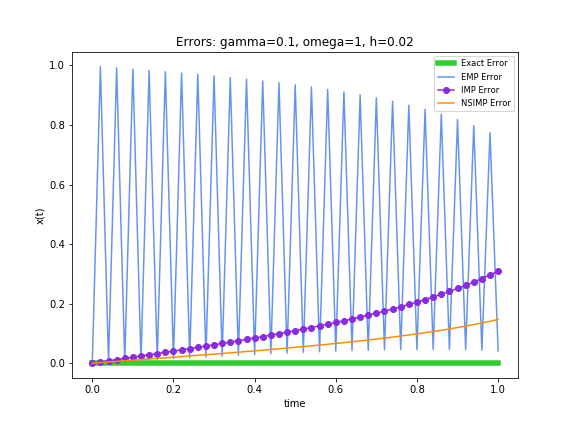 Errors: gamma=0.1, omega=1, h=0.02
Exact Error
EMP Error
IMP Error
NSIMP Error
x(t)
1.0
0.8
0.6
0.4
0.2
0.0
0.0 0.2 0.4 0.6 0.8 1.0
time